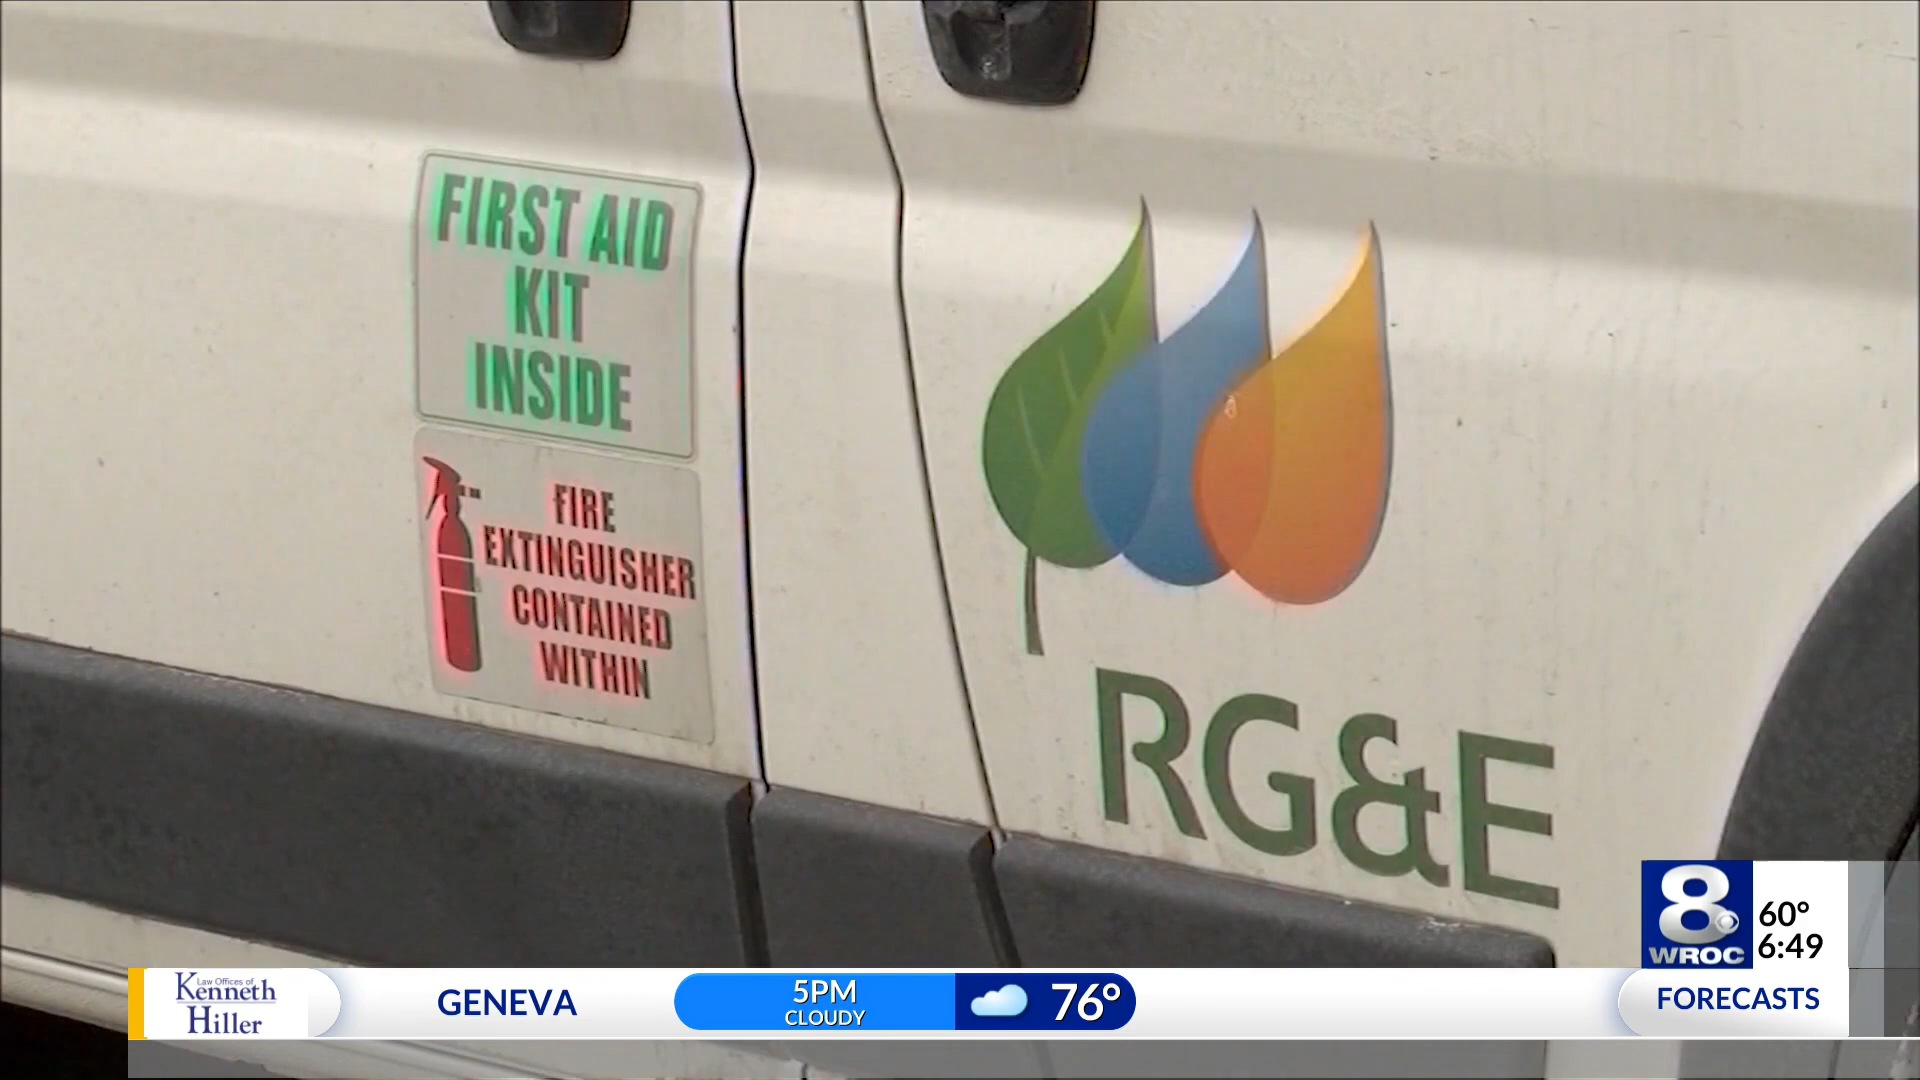 FIRST AID
KIT
INSIDE
FIRE
EXTINGUISHER
CONTAINED
WITHIN
RG&E
8
WROC
60°
6:49
Law Offices of
Kenneth
Hiller
GENEVA
5PM
CLOUDY
76°
FORECASTS